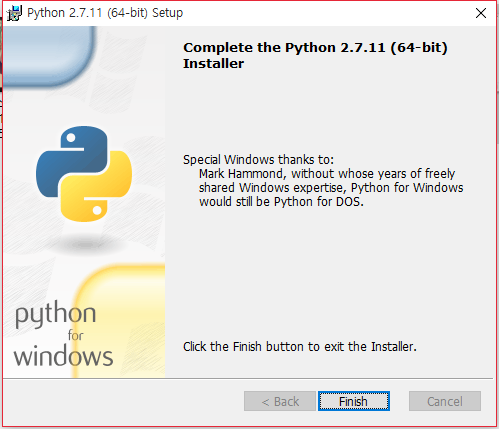 Python 2.7.11 (64-bit) Setup
Complete the Python 2.7.11 (64-bit)
Installer
Special Windows thanks to:
Mark Hammond, without whose years of freely
shared Windows expertise, Python for Windows
would still be Python for DOS.
python
for
windows
Click the Finish button to exit the Installer.
< Back
Finish
Cancel